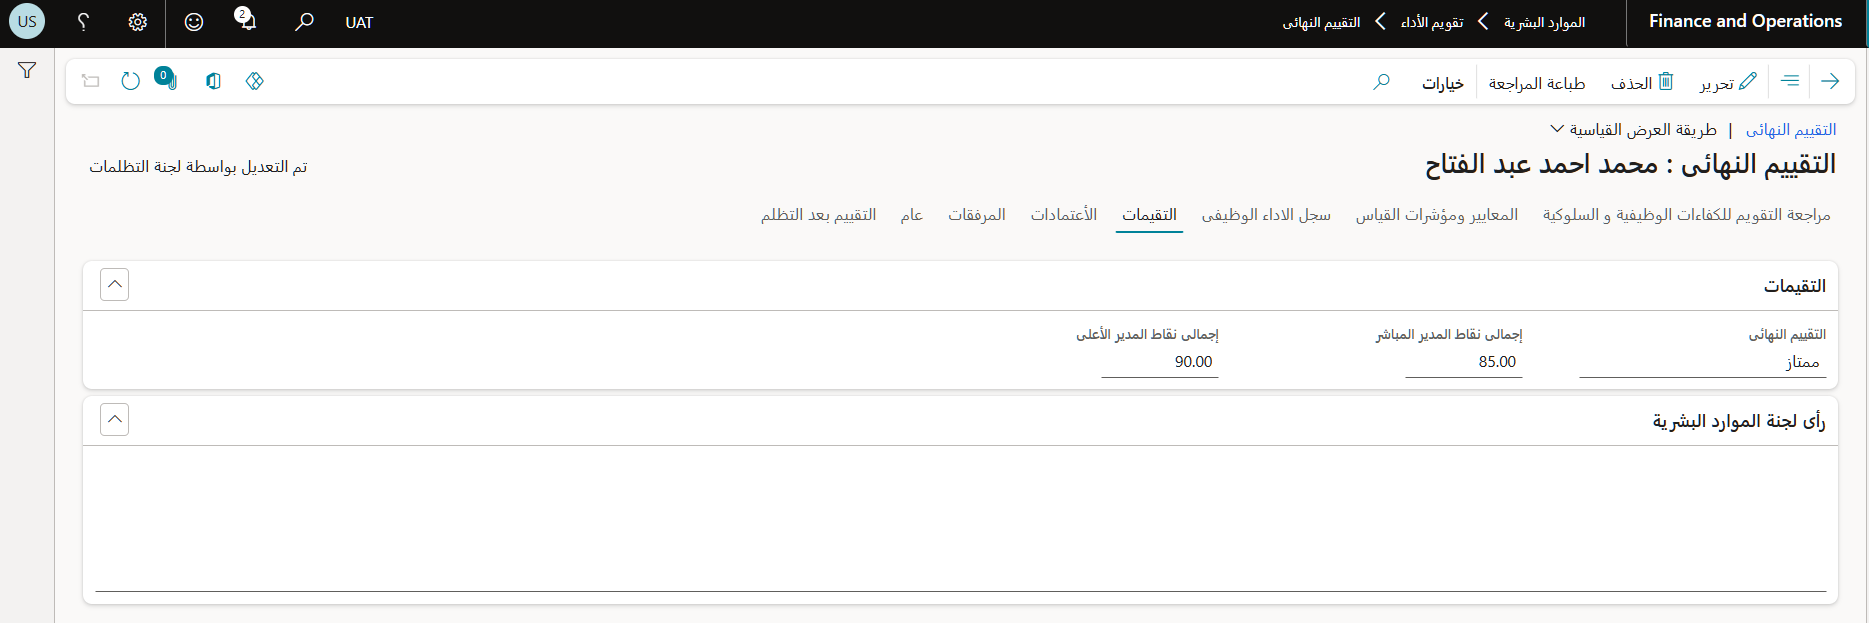 Finance and Operations
الموارد البشرية
تقويم الأداء
التقييم النهائى
UAT
2
US
تحرير
الحذف
طباعة المراجعة
خيارات
0
التقييم النهائى | طريقة العرض القياسية
التقييم النهائى : محمد احمد عبد الفتاح
تم التعديل بواسطة لجنة التظلمات
مراجعة التقويم للكفاءات الوظيفية و السلوكية
المعايير ومؤشرات القياس
سجل الاداء الوظيفى
التقيمات
الأعتمادات
المرفقات
عام
التقييم بعد التظلم
التقيمات
التقييم النهائى
إجمالى نقاط المدير المباشر
إجمالى نقاط المدير الأعلى
ممتاز
85.00
90.00
رأى لجنة الموارد البشرية